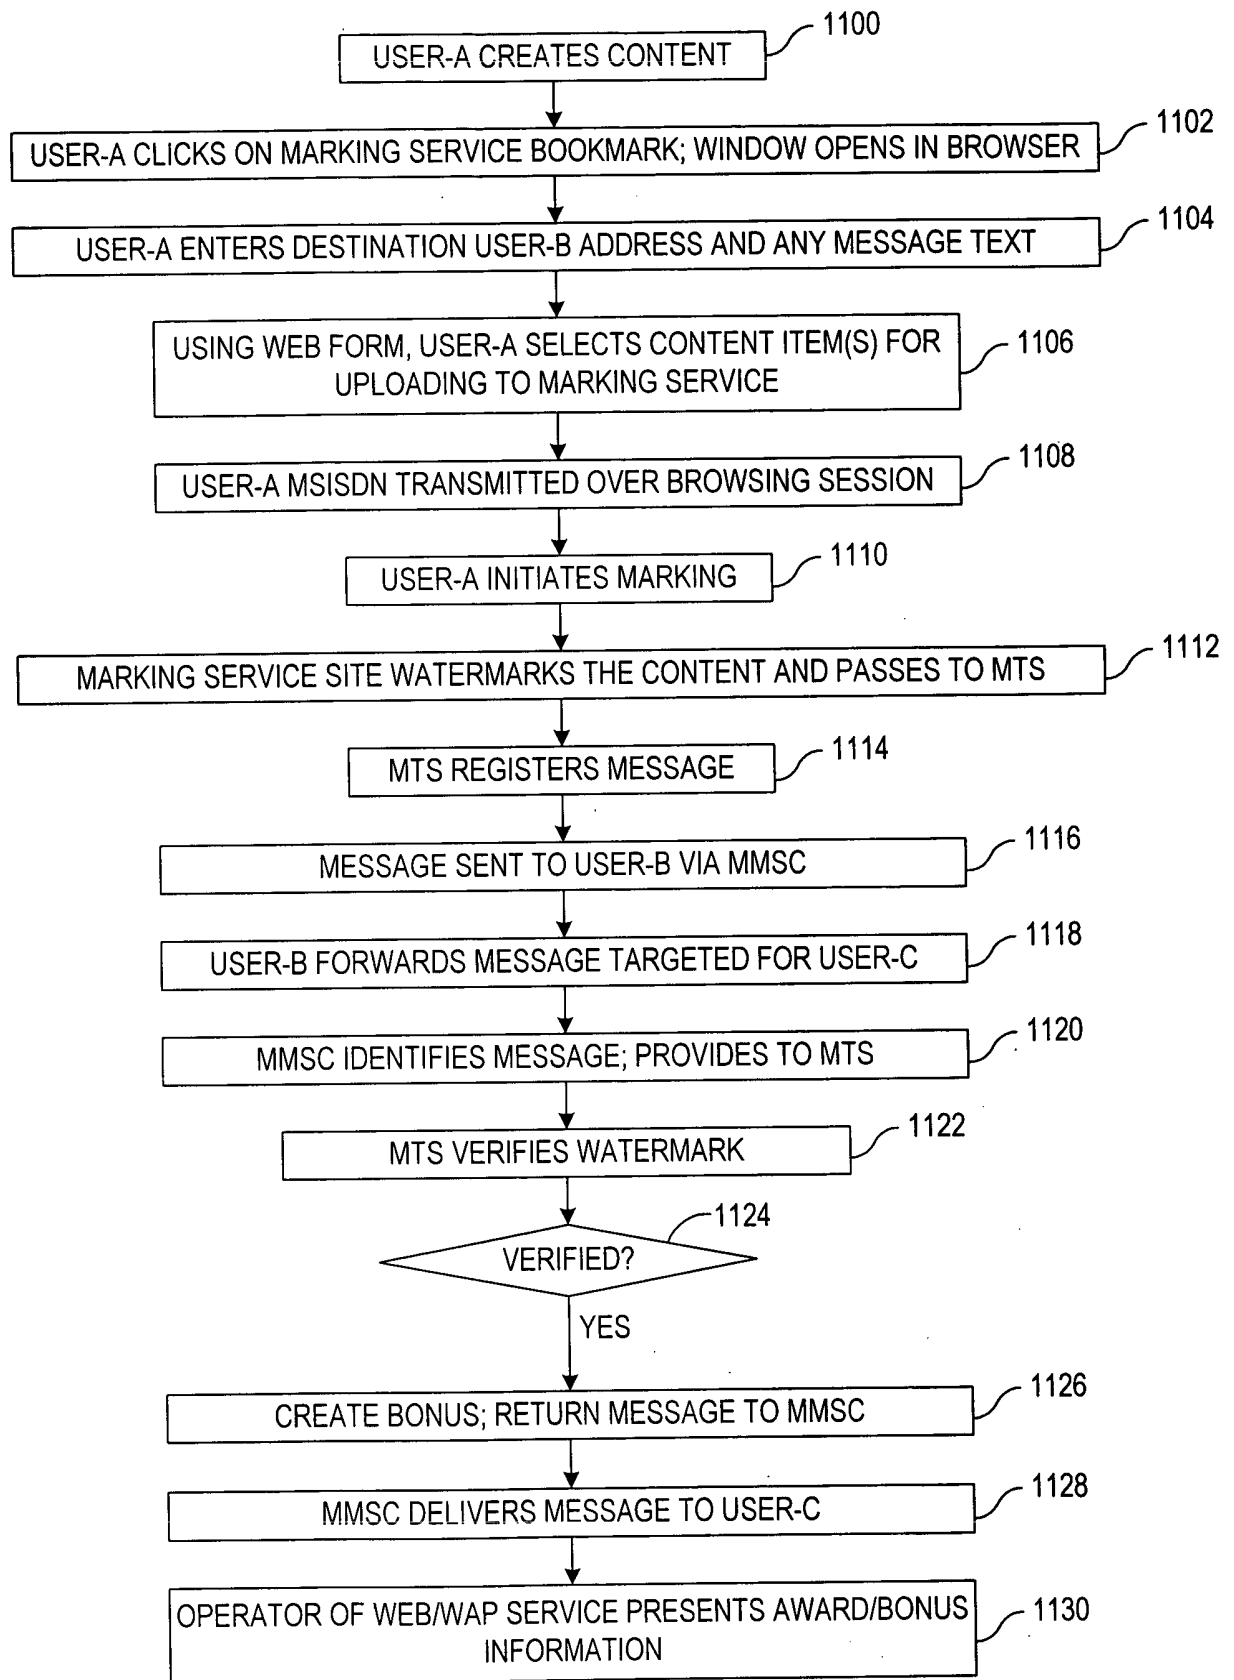 1100
USER-A CREATES CONTENT
1102
USER-A CLICKS ON MARKING SERVICE BOOKMARK; WINDOW OPENS IN BROWSER
1104
USER-A ENTERS DESTINATION USER-B ADDRESS AND ANY MESSAGE TEXT
1106
USING WEB FORM, USER-A SELECTS CONTENT ITEM(S) FOR
UPLOADING TO MARKING SERVICE
1108
USER-A MSISDN TRANSMITTED OVER BROWSING SESSION
1110
USER-A INITIATES MARKING
1112
MARKING SERVICE SITE WATERMARKS THE CONTENT AND PASSES TO MTS
1114
MTS REGISTERS MESSAGE
1116
MESSAGE SENT TO USER-B VIA MMSC
1118
USER-B FORWARDS MESSAGE TARGETED FOR USER-C
1120
MMSC IDENTIFIES MESSAGE; PROVIDES TO MTS
1122
MTS VERIFIES WATERMARK
1124
VERIFIED?
YES
1126
CREATE BONUS; RETURN MESSAGE TO MMSC
1128
MMSC DELIVERS MESSAGE TO USER-C
1130
OPERATOR OF WEB/WAP SERVICE PRESENTS AWARD/BONUS
INFORMATION